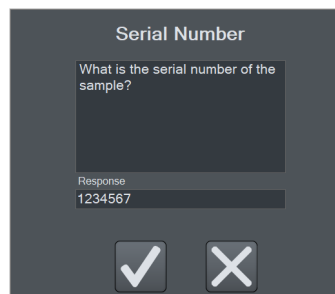 Serial Number
What is the serial number of the
sample?
Response
1234567